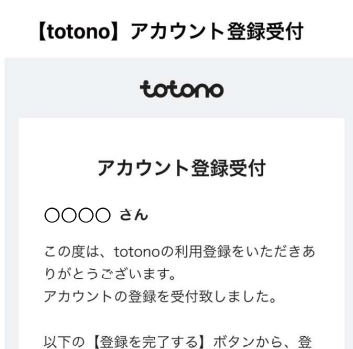 【totono】アカウント登録受付
totono
アカウント登録受付
〇〇〇〇 さん
この度は、totonoの利用登録をいただきあ
りがとうございます。
アカウントの登録を受付致しました。
以下の【登録を完了する】ボタンから、登